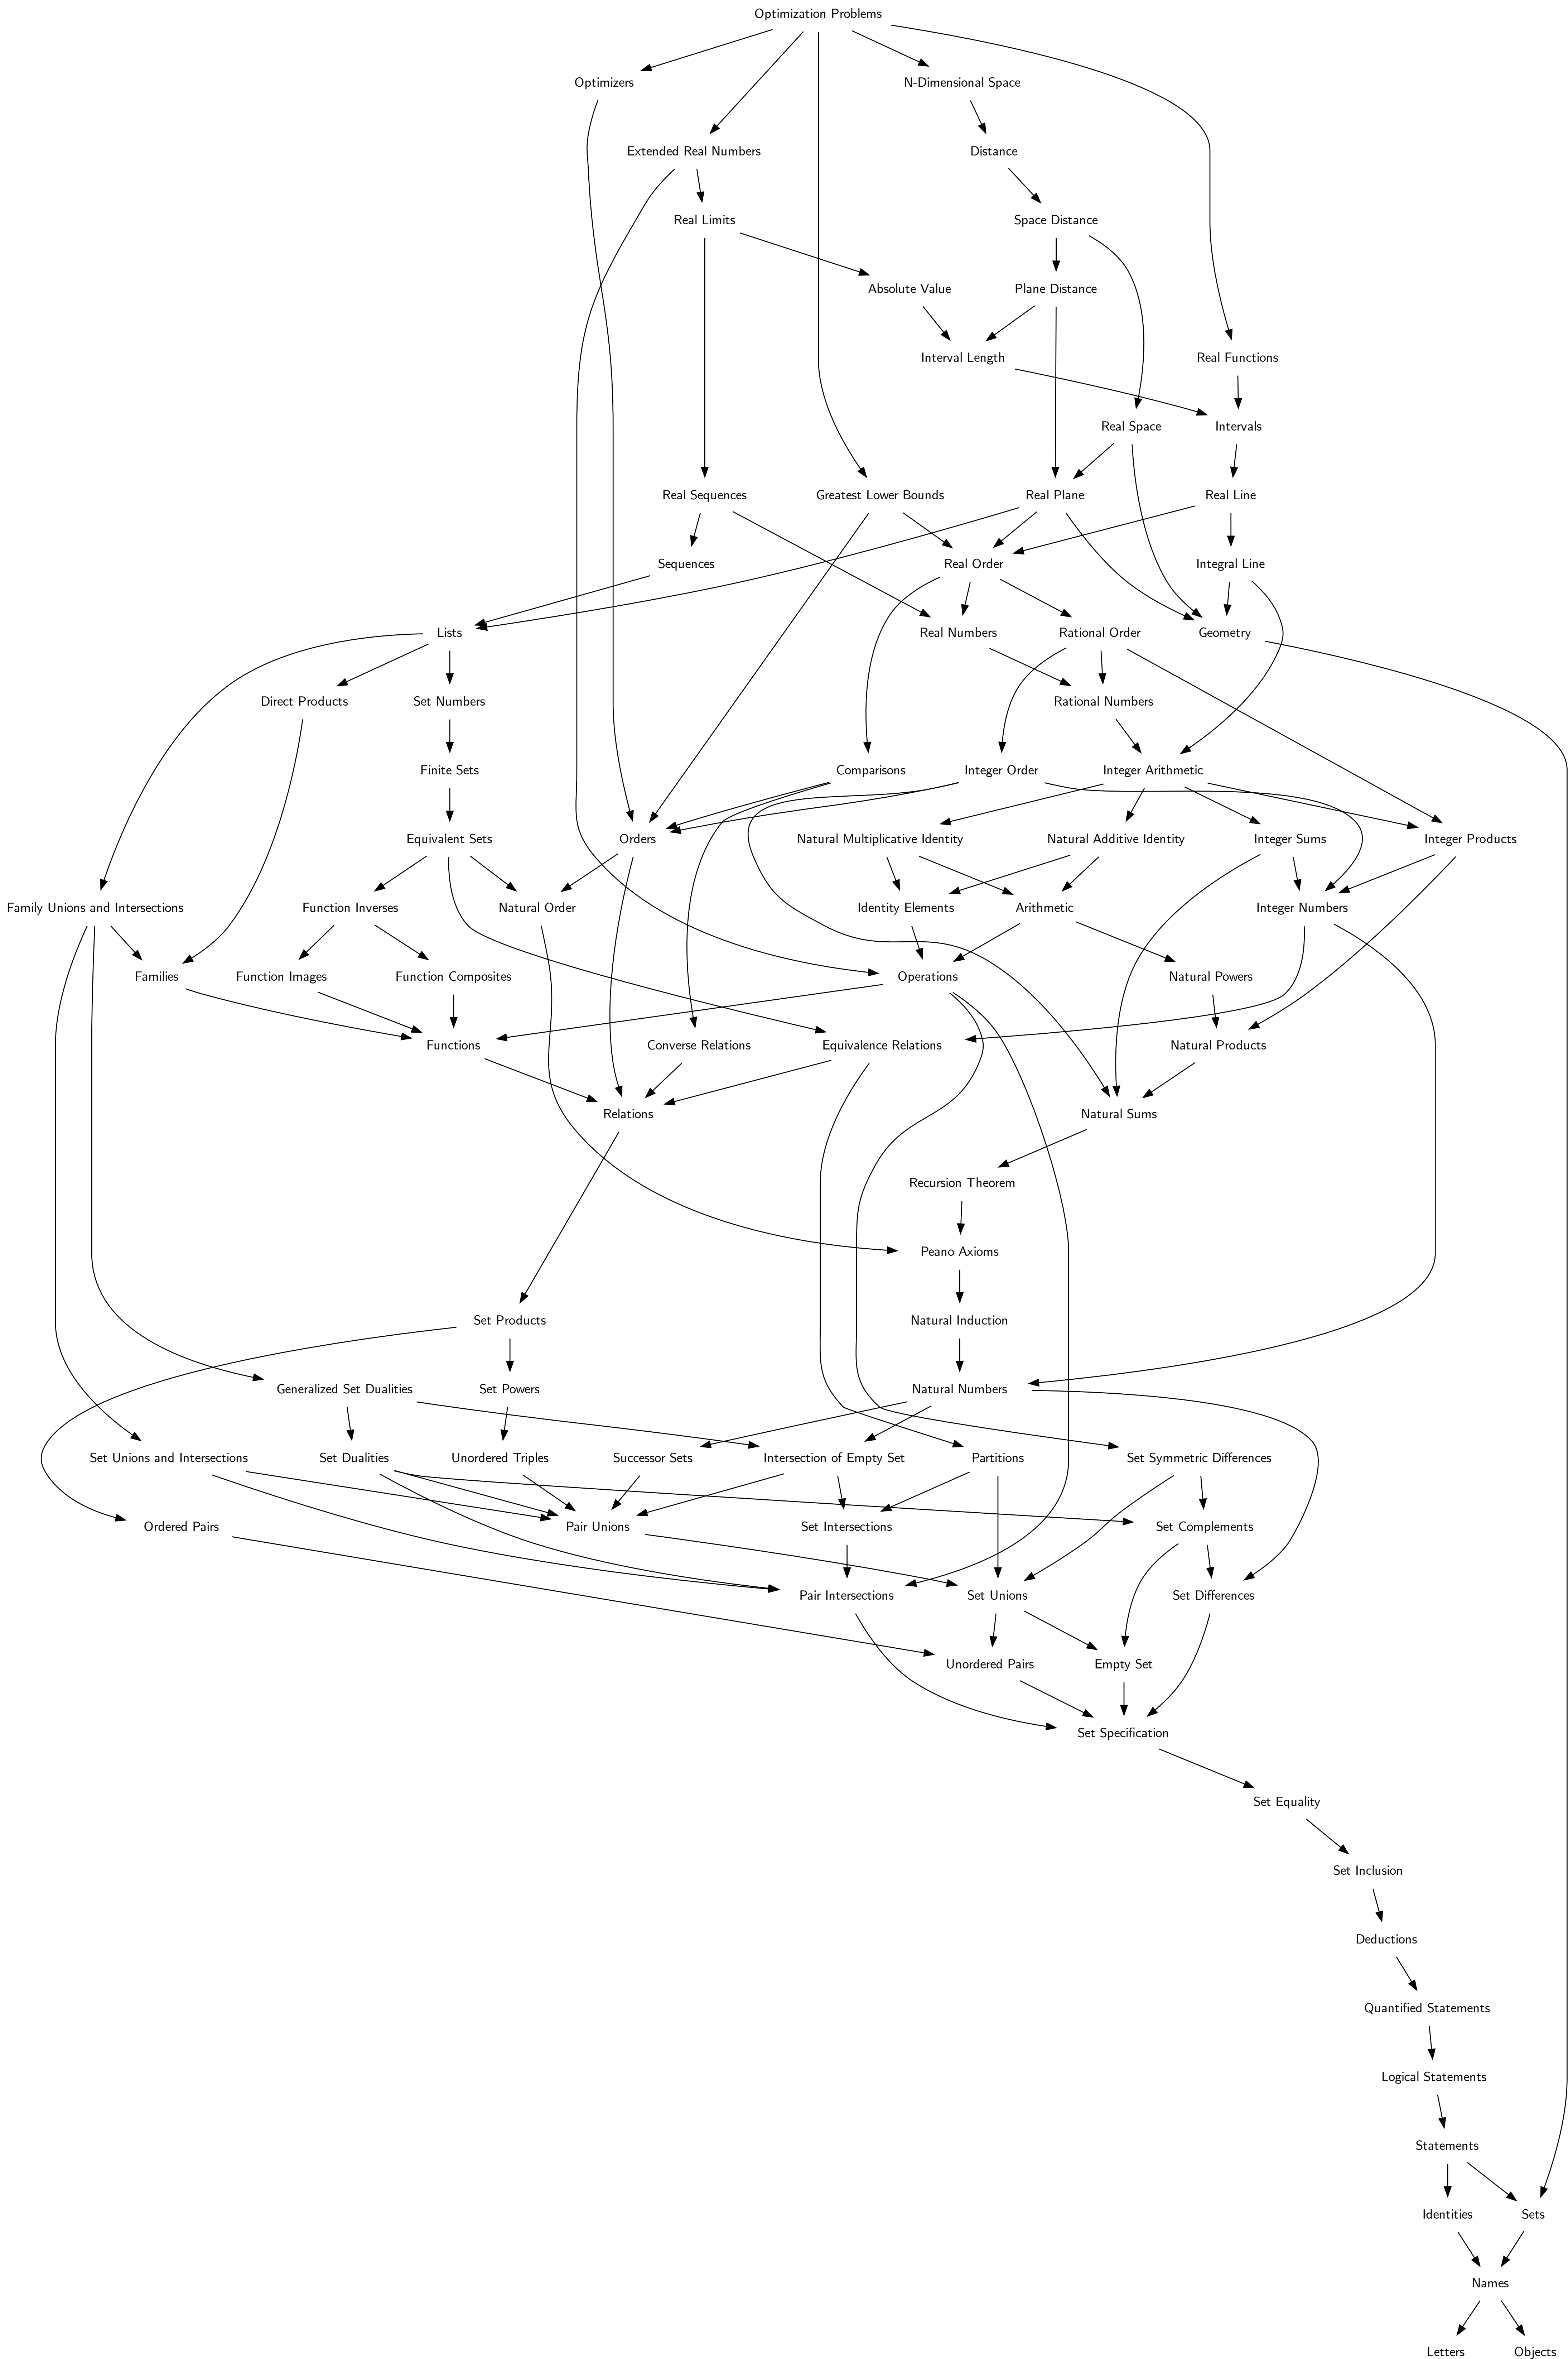 Optimization Problems
Optimizers
N-Dimensional Space
Extended Real Numbers
Distance
Real Limits
Space Distance
Absolute Value
Plane Distance
Interval Length
Real Functions
Real Space
Intervals
Real Sequences
Greatest Lower Bounds
Real Plane
Real Line
Sequences
Real Order
Integral Line
Lists
Real Numbers
Rational Order
Geometry
Direct Products
Set Numbers
Rational Numbers
Finite Sets
Comparisons
Integer Order
Integer Arithmetic
Equivalent Sets
Orders
Natural Multiplicative Identity
Natural Additive Identity
Integer Sums
Integer Products
Family Unions and Intersections
Function Inverses
Natural Order
Identity Elements
Arithmetic
Integer Numbers
Families
Function Images
Function Composites
Operations
Natural Powers
Functions
Converse Relations
Equivalence Relations
Natural Products
Relations
Natural Sums
Recursion Theorem
Peano Axioms
Set Products
Natural Induction
Generalized Set Dualities
Set Powers
Natural Numbers
Set Unions and Intersections
Set Dualities
Unordered Triples
Successor Sets
Intersection of Empty Set
Partitions
Set Symmetric Differences
Ordered Pairs
Pair Unions
Set Intersections
Set Complements
Pair Intersections
Set Unions
Set Differences
Unordered Pairs
Empty Set
Set Specification
Set Equality
Set Inclusion
Deductions
Quantified Statements
Logical Statements
Statements
Identities
Sets
Names
Letters
Objects